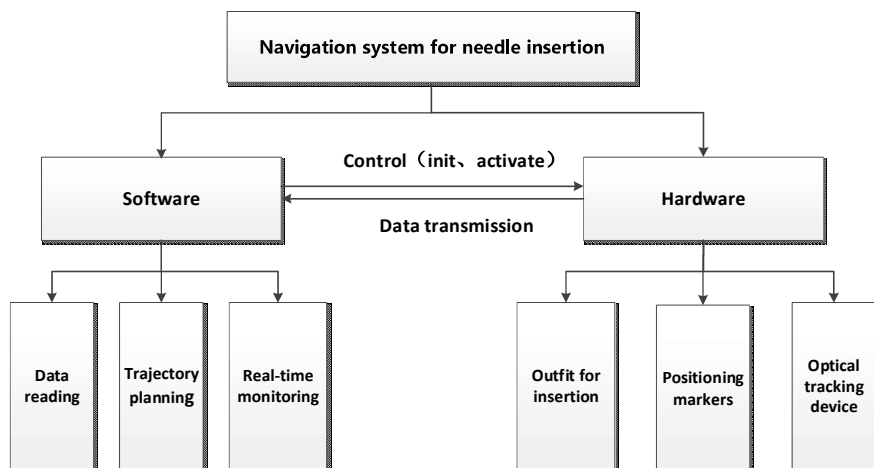 Navigation system for needle insertion
Control（init、activate）
Software
Hardware
Data transmission
Data
reading
Trajectory
planning
Real-time
monitoring
Outfit for
insertion
Positioning
markers
Optical
tracking
device